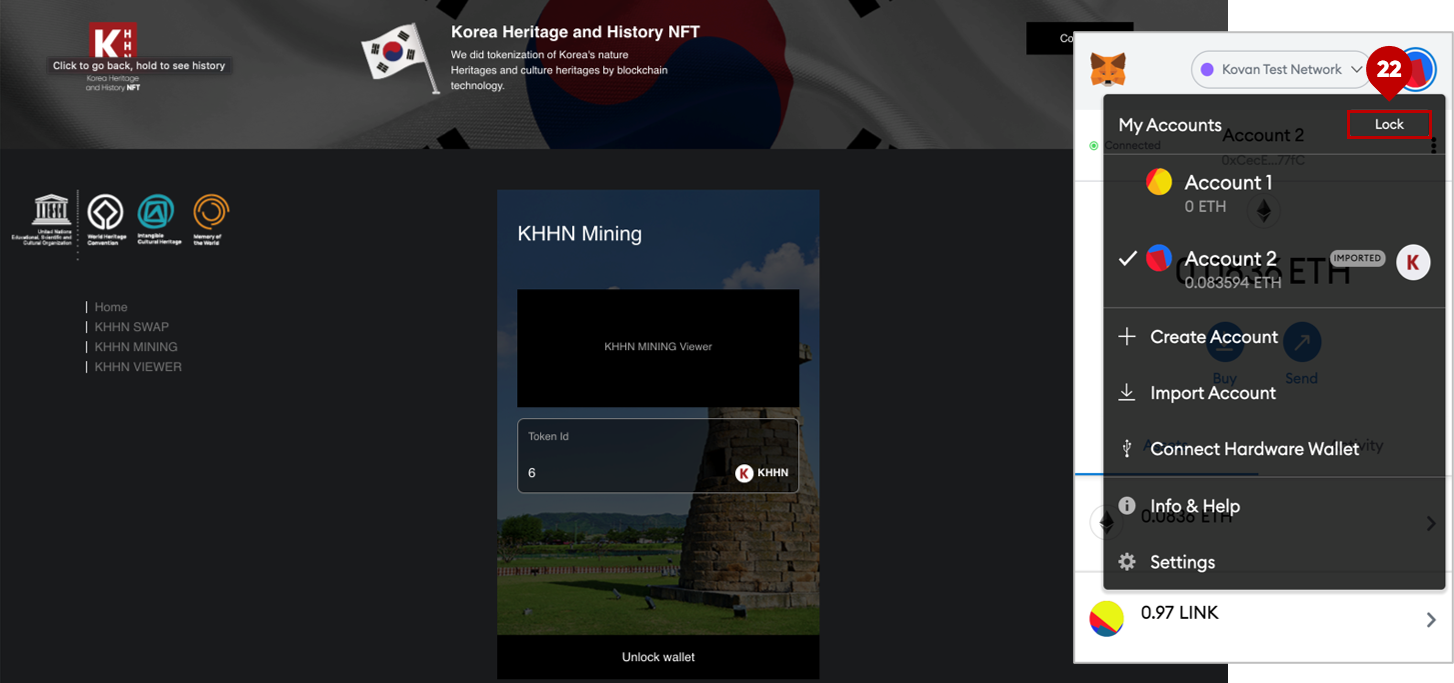 K H H N
Click to go back, hold to see history
Korea Heritage
and History NFT
Korea Heritage and History NFT
We did tokenization of Korea's nature
Heritages and culture heritages by blockchain
technology.
Co
United Nations
Educational, Scientific and
Cultural Organization
World Heritage
Convention
Intangible
Cultural Heritage
Memory of
the World
Home
KHHN SWAP
KHHN MINING
KHHN VIEWER
KHHN Mining
KHHN MINING Viewer
Token Id
6
K KHHN
Unlock wallet
Kovan Test Network
22
My Accounts
Lock
Account 2
Connected
0xCecE...77fC
Account 1
0 ETH
Account 2
IMPORTED
K
0.0836 ETH
0.083594 ETH
Create Account
Buy
Send
Import Account
Connect Hardware Wallet
Assets
Activity
Info & Help
0.0836 ETH
Settings
0.97 LINK